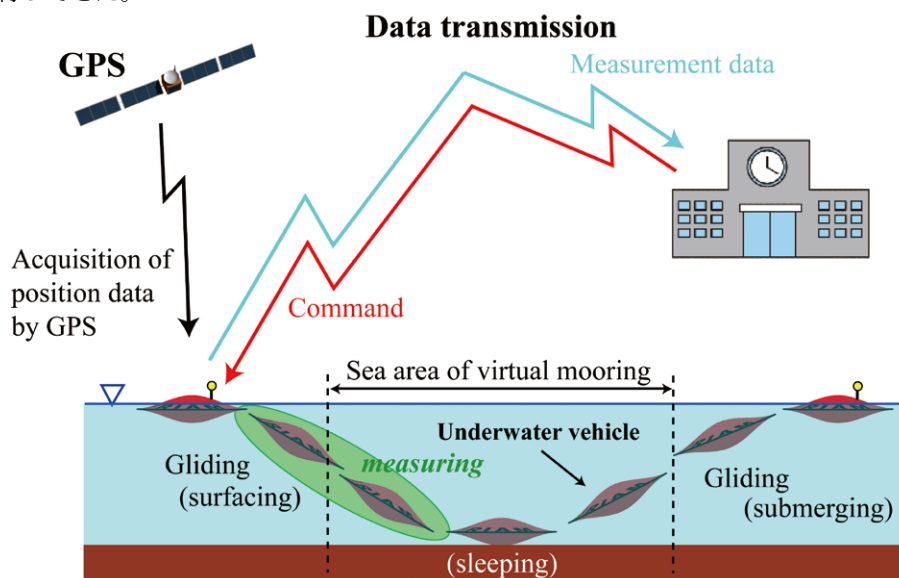 Data transmission
GPS
Measurement data
Acquisition of
position data
by GPS
Command
Sea area of virtual mooring
Underwater vehicle
measuring
Gliding
(surfacing)
Gliding
(submerging)
(sleeping)